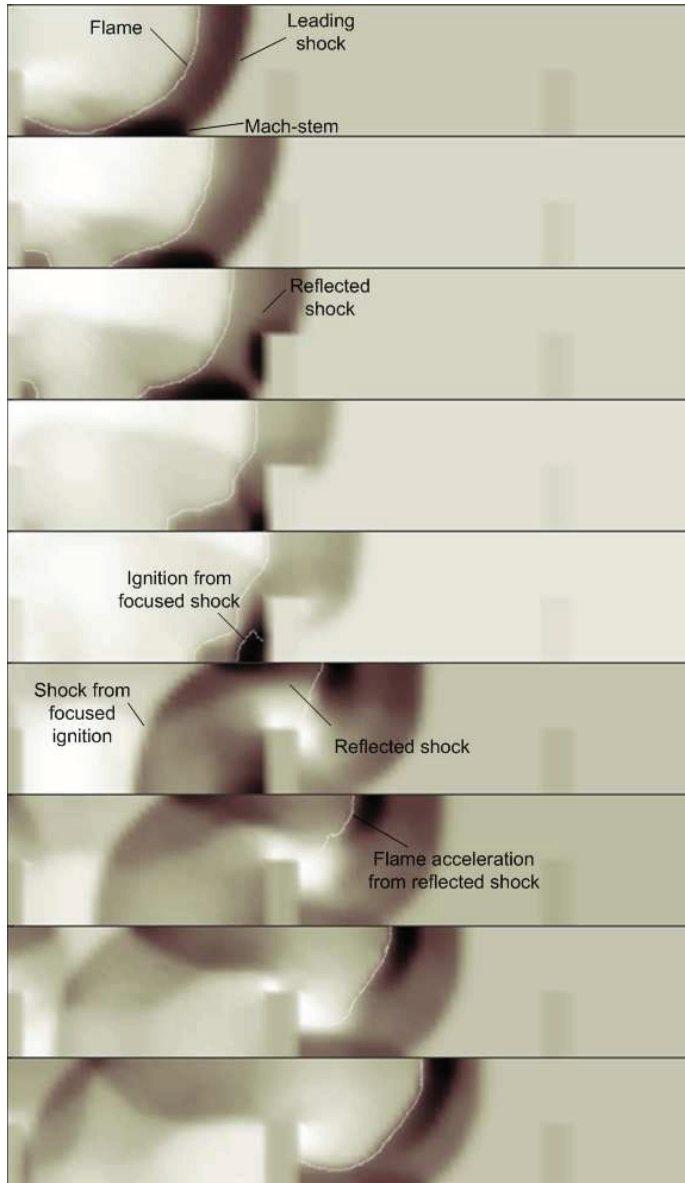 Flame
Leading
shock
Mach-stem
Reflected
shock
Ignition from
focused shock
Shock from
focused
ignition
Reflected shock
Flame acceleration
from reflected shock